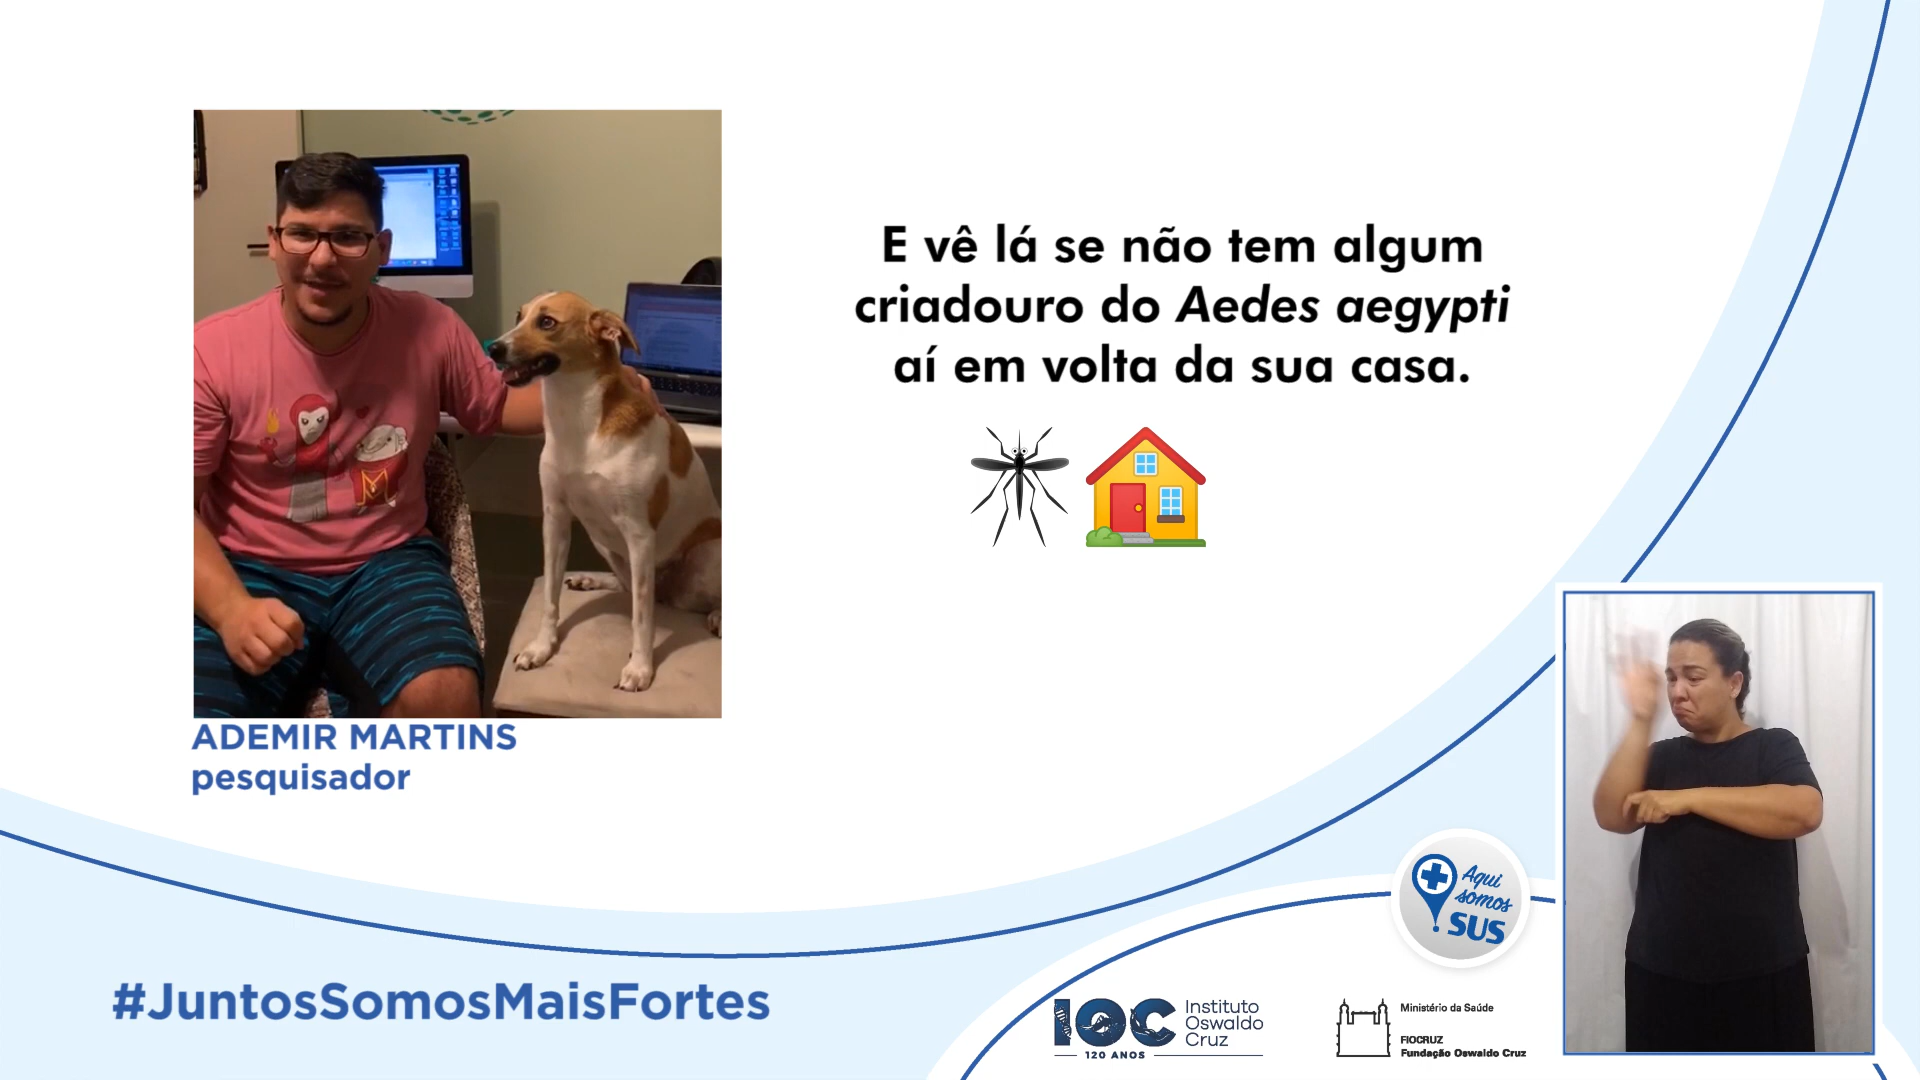 E vê lá se não tem algum
criadouro do Aedes aegypti
aí em volta da sua casa.
ADEMIR MARTINS
pesquisador
#JuntosSomosMaisFortes
Aqui
somos
SUS
IOC
Instituto
Oswaldo
Cruz
120 ANOS
Ministério da Saúde
FIOCRUZ
Fundação Oswaldo Cruz
M